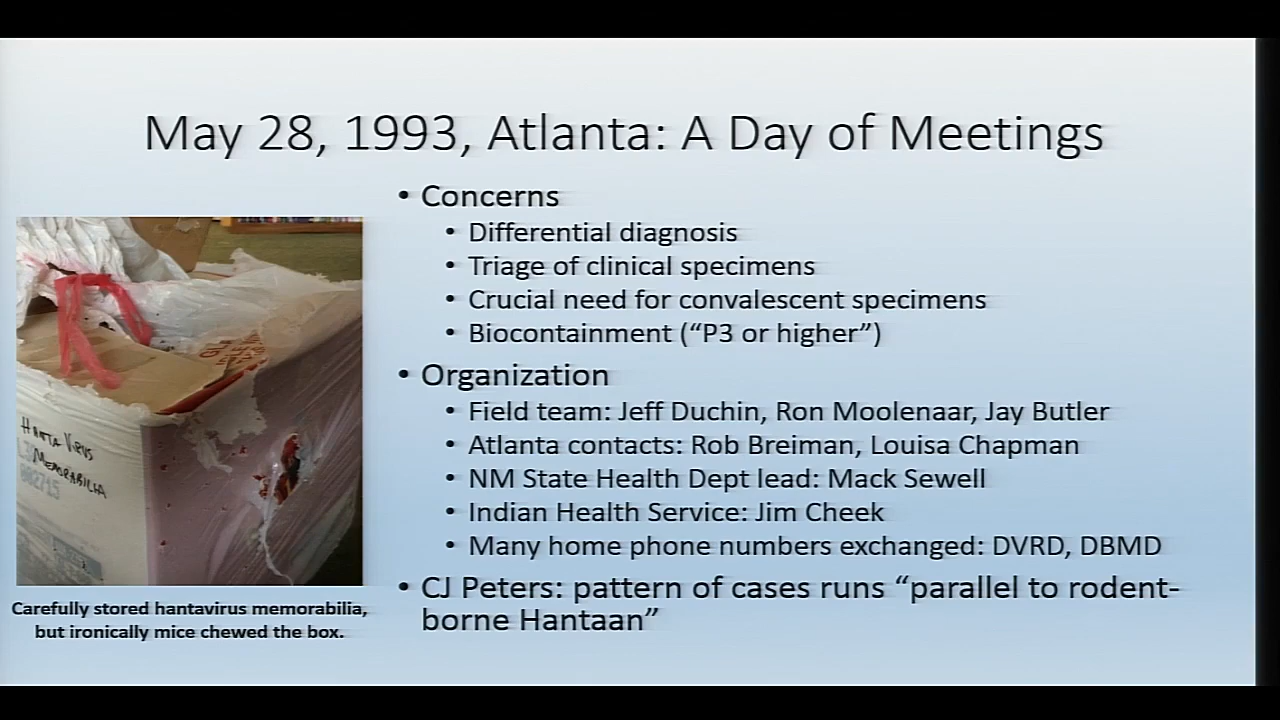 May 28, 1993, Atlanta: A Day of Meetings
• Concerns
• Differential diagnosis
• Triage of clinical specimens
• Crucial need for convalescent specimens
• Biocontainment (“P3 or higher”)
• Organization
• Field team: Jeff Duchin, Ron Moolenaar, Jay Butler
• Atlanta contacts: Rob Breiman, Louisa Chapman
• NM State Health Dept lead: Mack Sewell
• Indian Health Service: Jim Cheek
• Many home phone numbers exchanged: DVRD, DBMD
• CJ Peters: pattern of cases runs “parallel to rodent-
borne Hantaan”
HANTA VIRUS
MEMORABILIA
Carefully stored hantavirus memorabilia,
but ironically mice chewed the box.